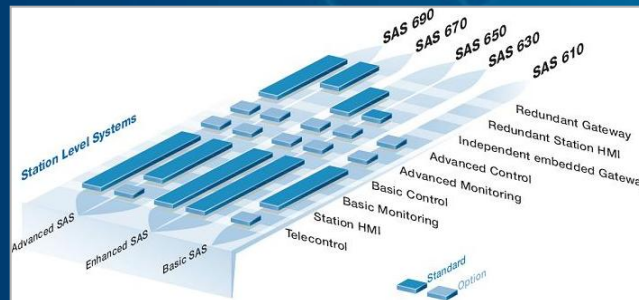 SAS 690
SAS 670
SAS 650
SAS 630
SAS 610
Station Level Systems
Redundant Gateway
Redundant Station HMI
Independent embedded Gatewa
Advanced Control
Advanced Monitoring
Basic Control
Basic Monitoring
Station HMI
Telecontrol
Advanced SAS
Enhanced SAS
Basic SAS
Standard
Option